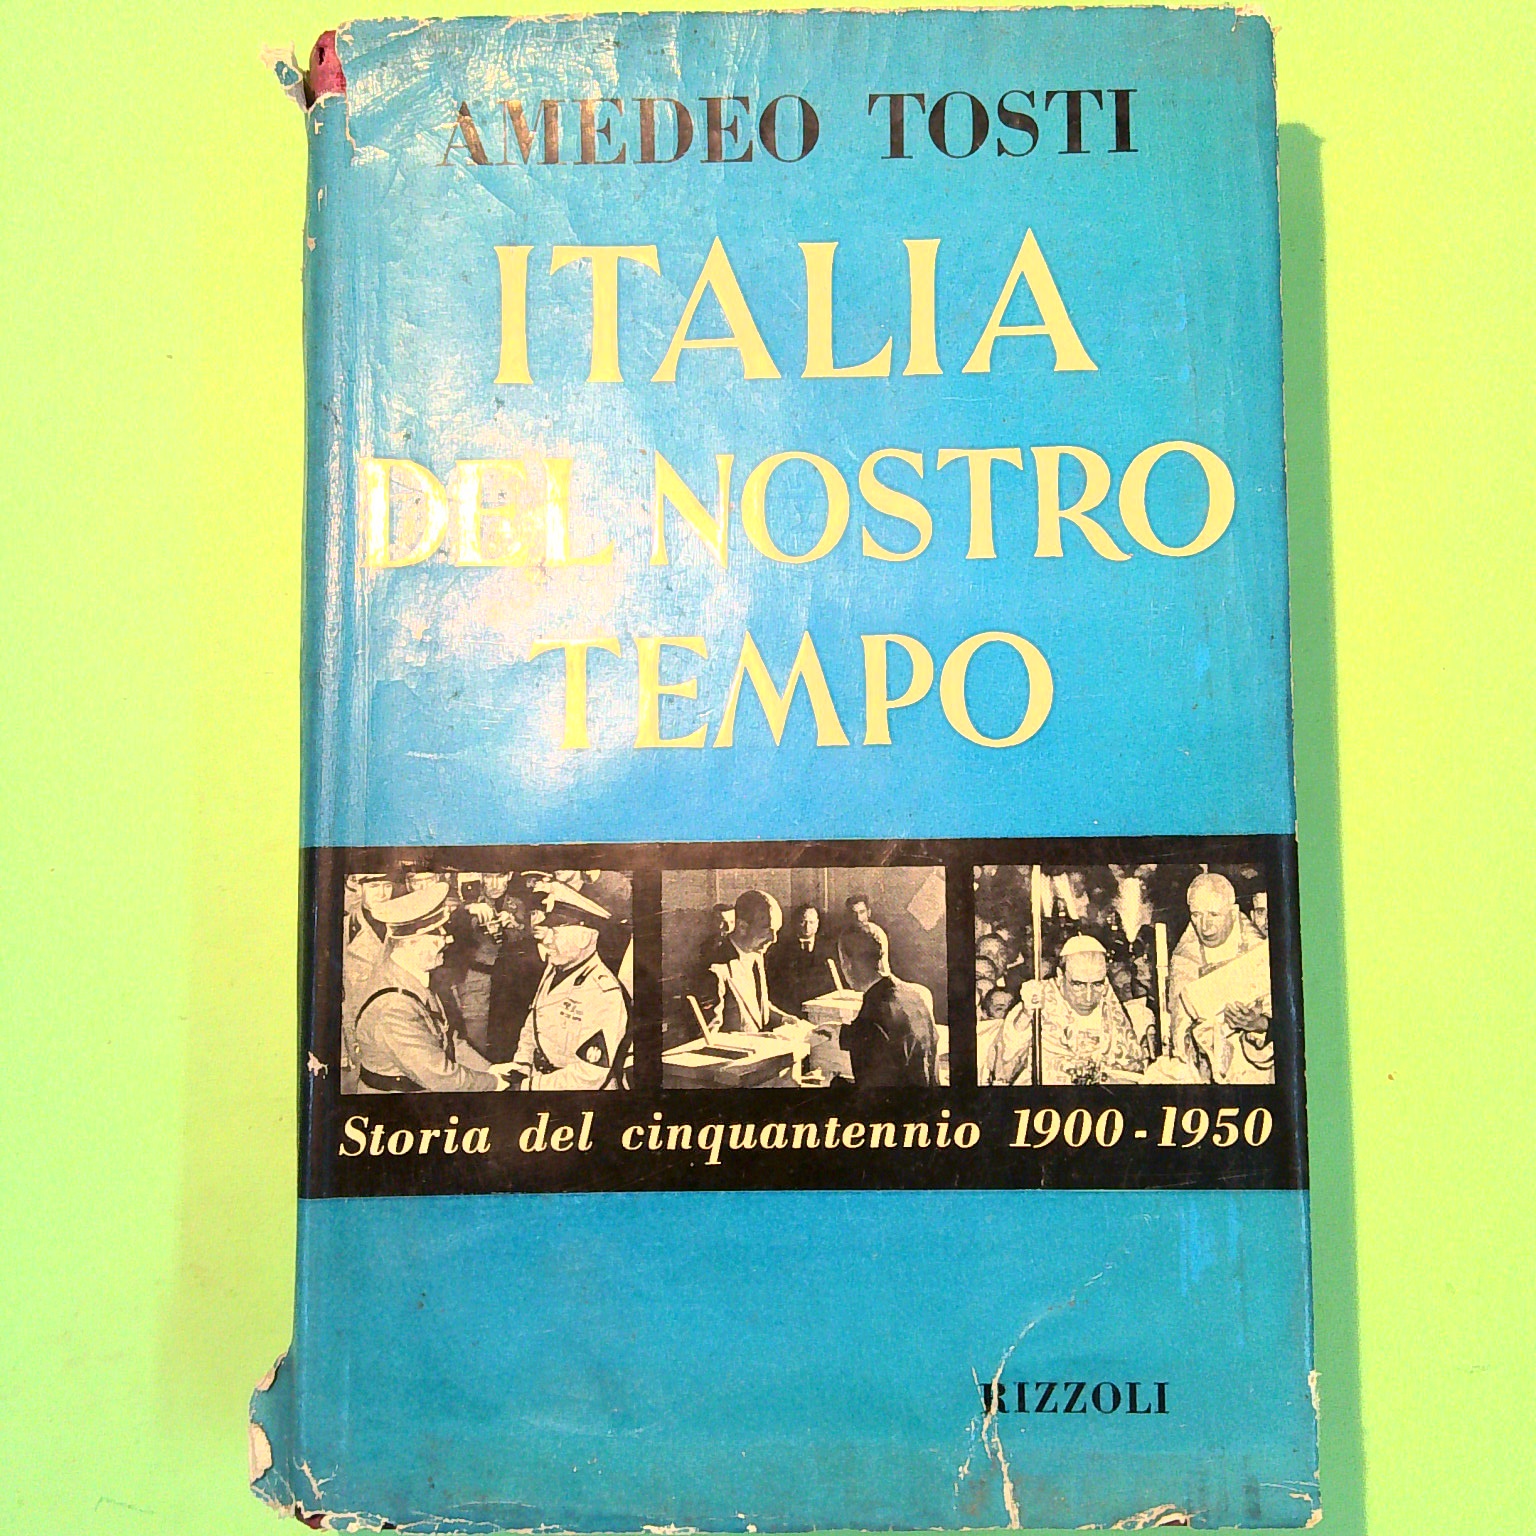 AMEDEO TOSTI
ITALIA
DEL NOSTRO
TEMPO
Storia del cinquantennio 1900-1950
RIZZOLI